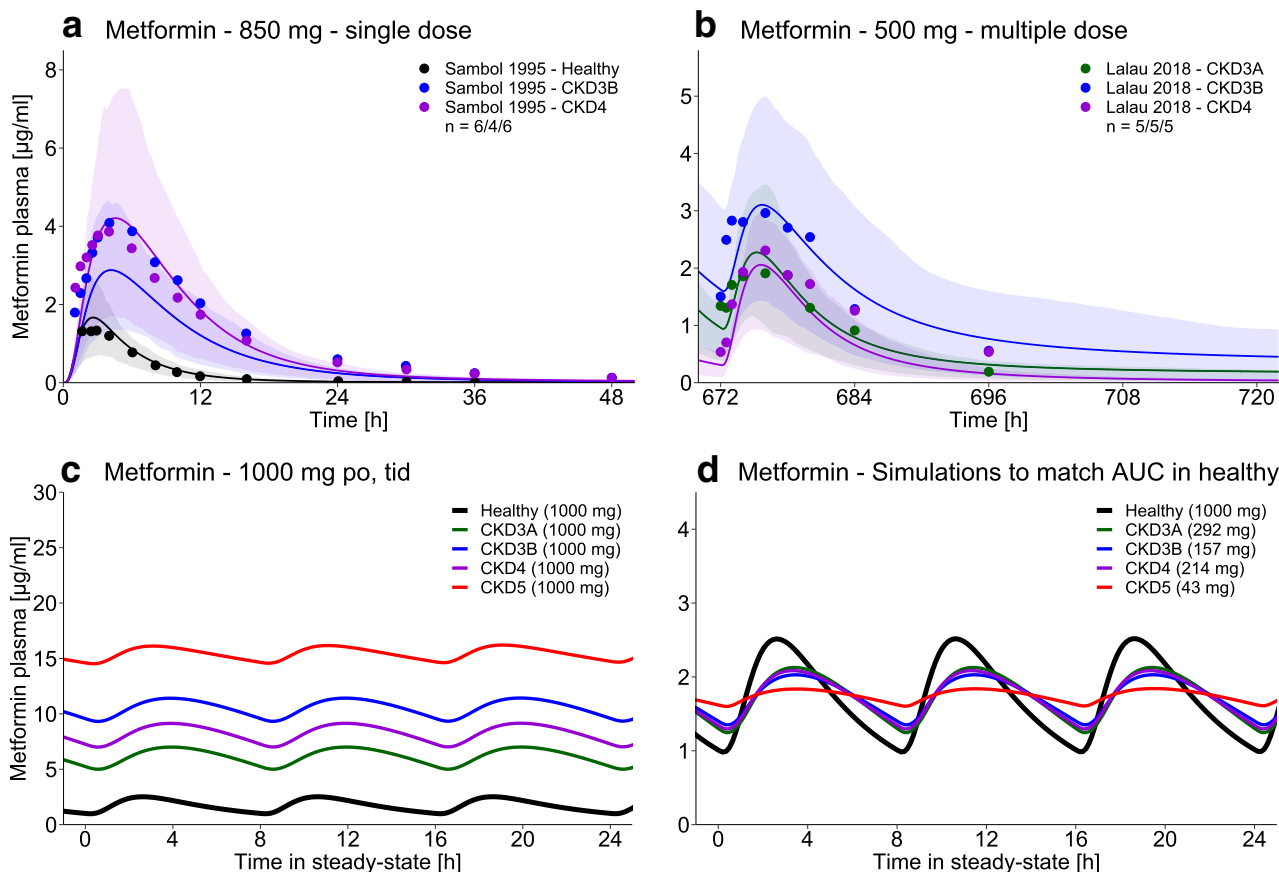 a Metformin - 850 mg - single dose
Metformin plasma [µg/ml]
8
6
4
2
0
Sambol 1995 - Healthy
Sambol 1995 - CKD3B
Sambol 1995 - CKD4
n = 6/4/6
0 12 24 36 48
Time [h]
b Metformin - 500 mg - multiple dose
5
4
3
2
1
0
Lalau 2018 - CKD3A
Lalau 2018 - CKD3B
Lalau 2018 - CKD4
n = 5/5/5
672 684 696 708 720
Time [h]
c Metformin - 1000 mg po, tid
Metformin plasma [µg/ml]
30
25
20
15
10
5
0
Healthy (1000 mg)
CKD3A (1000 mg)
CKD3B (1000 mg)
CKD4 (1000 mg)
CKD5 (1000 mg)
0 4 8 12 16 20 24
Time in steady-state [h]
d Metformin - Simulations to match AUC in healthy
4
3
2
1
0
Healthy (1000 mg)
CKD3A (292 mg)
CKD3B (157 mg)
CKD4 (214 mg)
CKD5 (43 mg)
0 4 8 12 16 20 24
Time in steady-state [h]